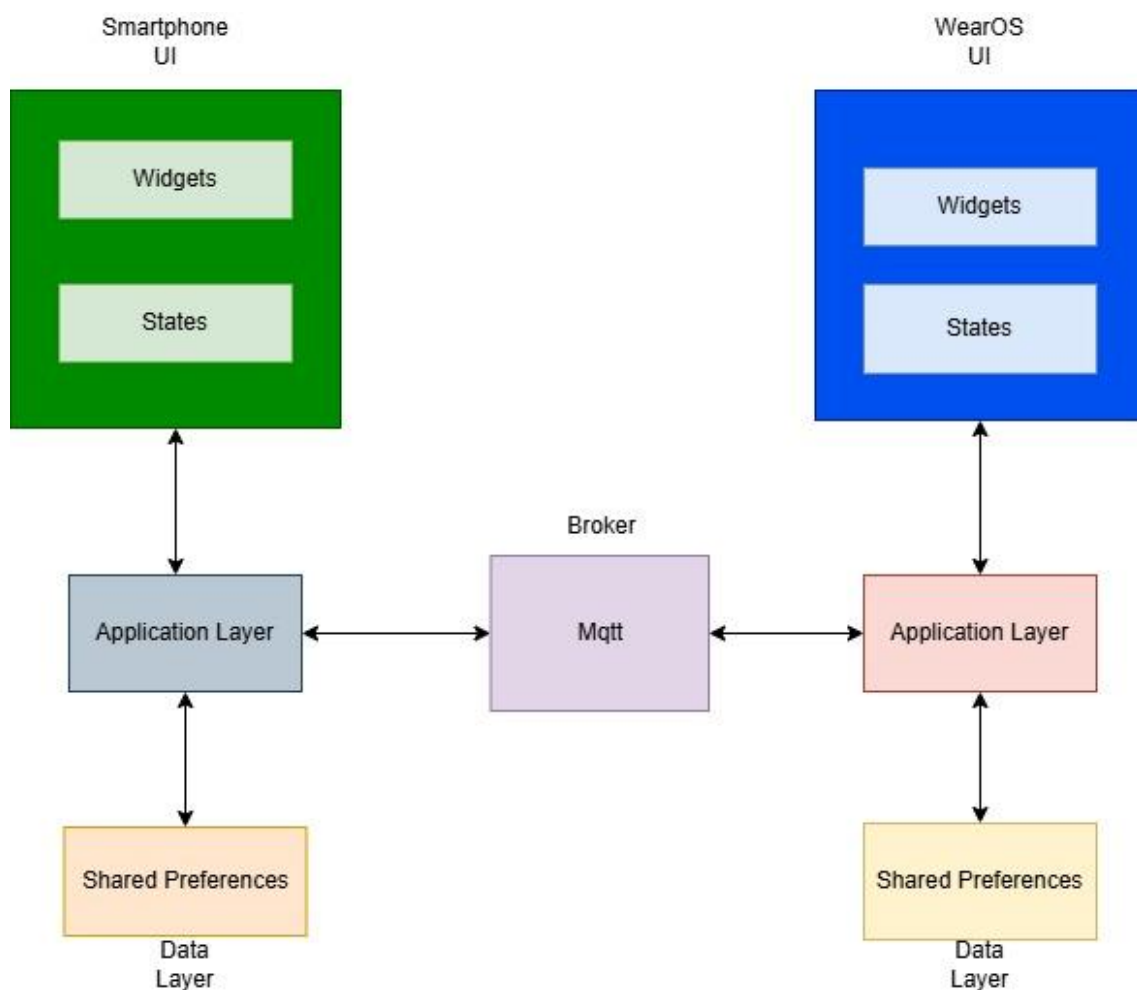 Smartphone
UI
WearOS
UI
Widgets
Widgets
States
States
Broker
Application Layer
Mqtt
Application Layer
Shared Preferences
Shared Preferences
Data
Layer
Data
Layer